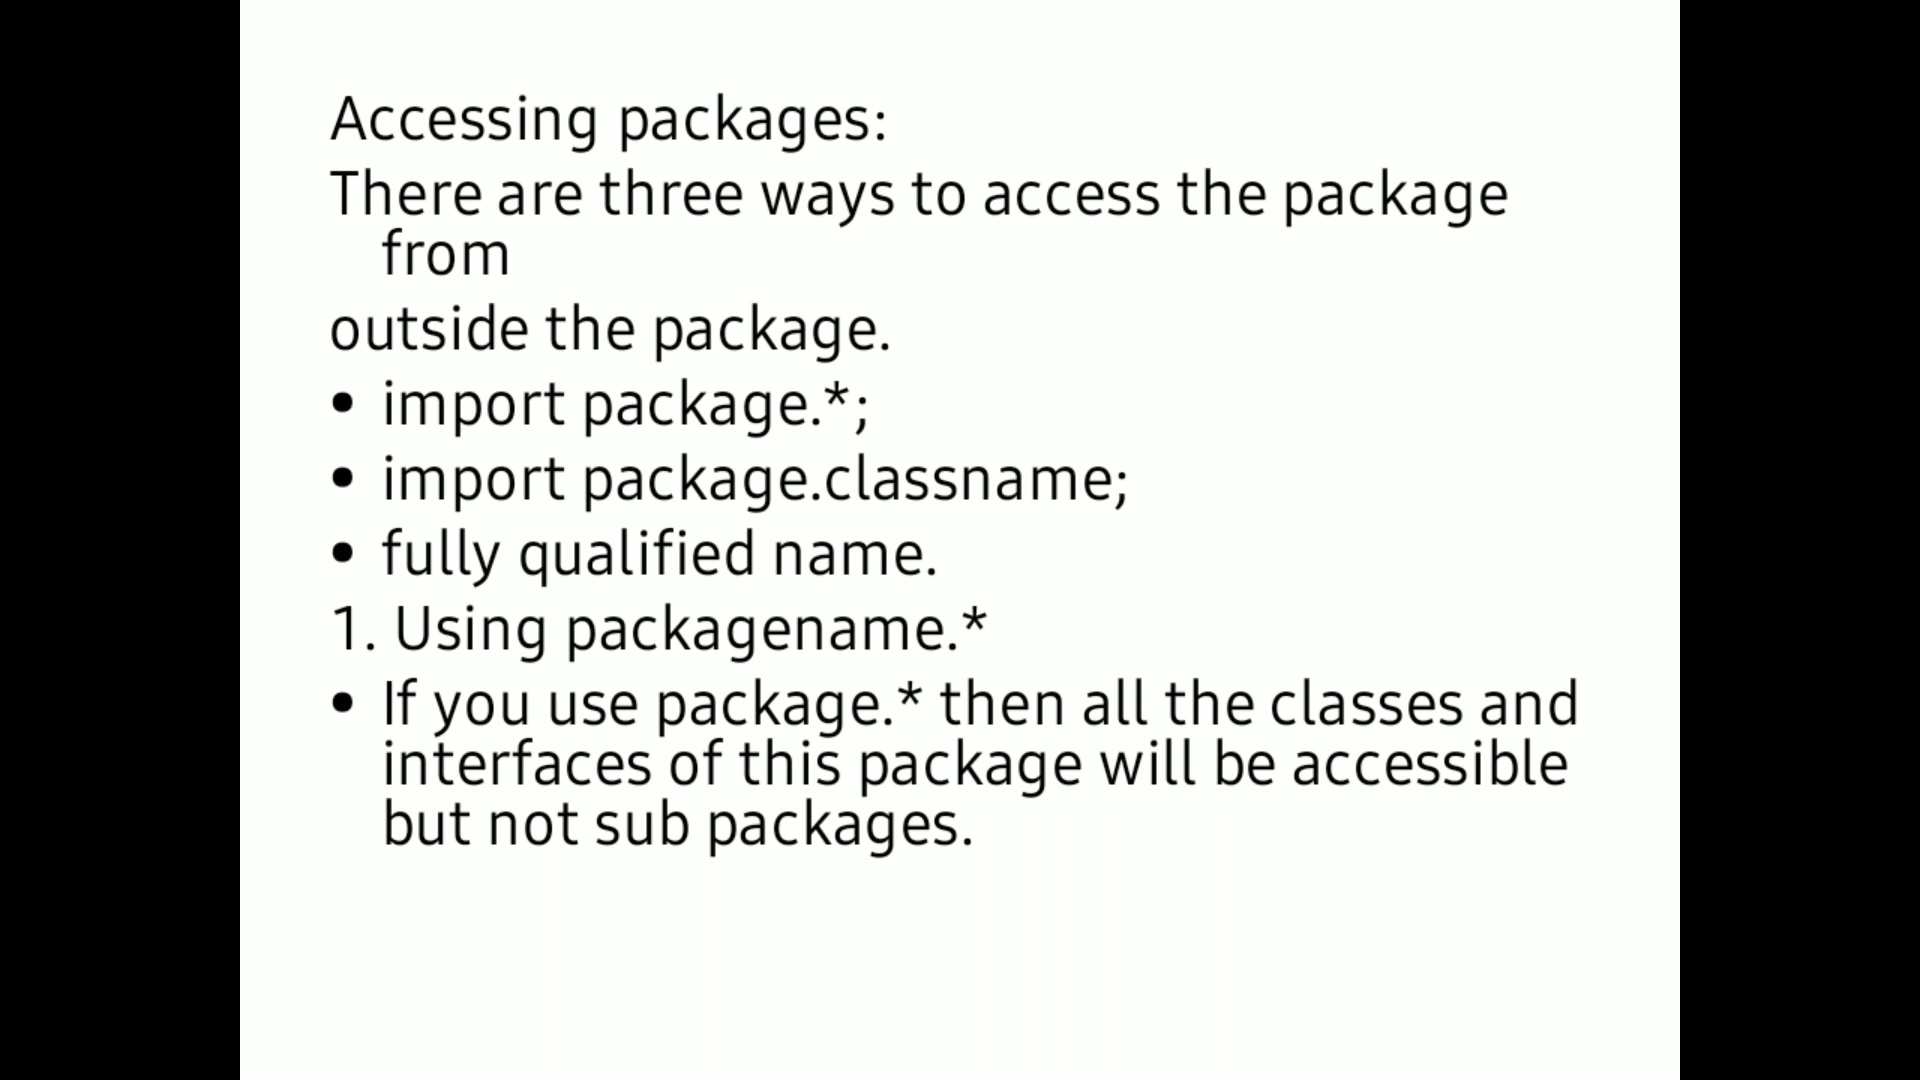 Accessing packages:
There are three ways to access the package
from
outside the package.
• import package.*;
• import package.classname;
• fully qualified name.
1. Using packagename.*
• If you use package.* then all the classes and
interfaces of this package will be accessible
but not sub packages.